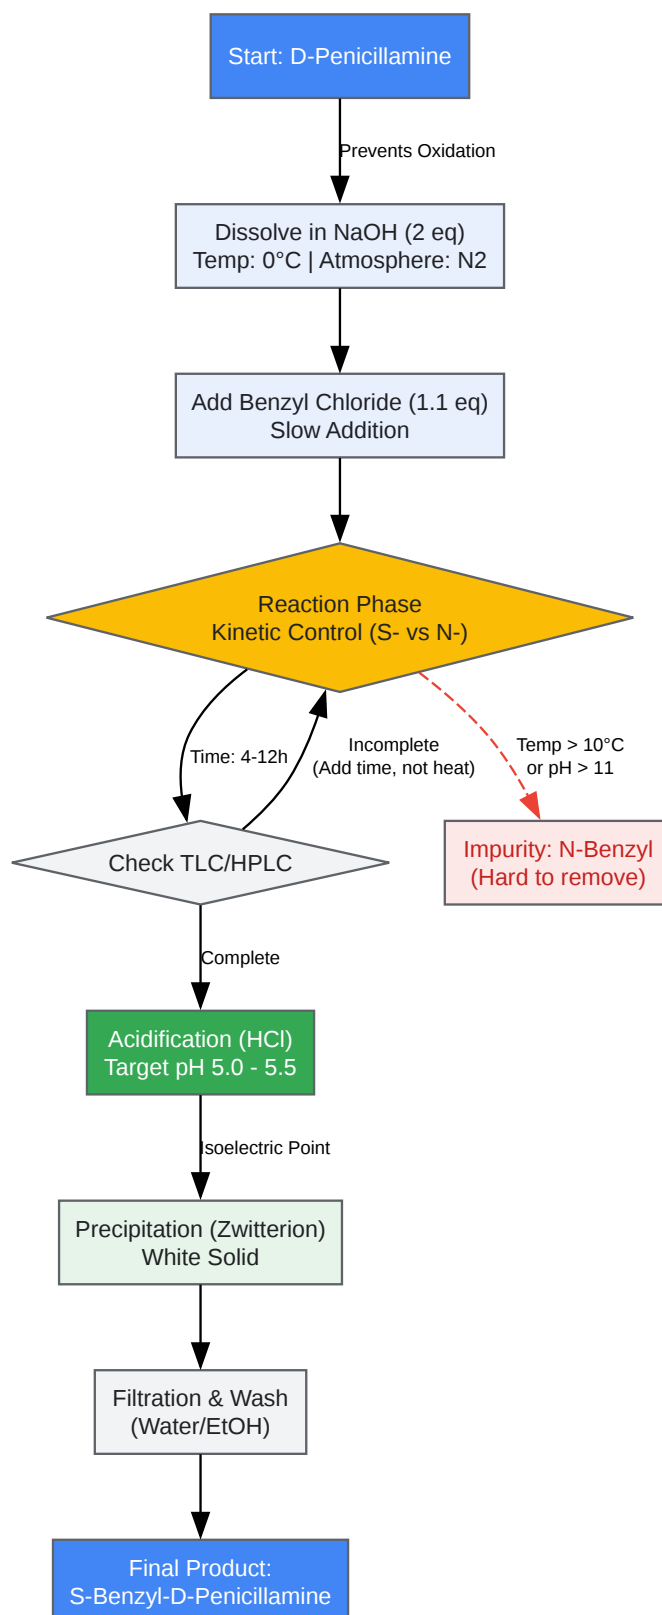 Start: D-Penicillamine
Prevents Oxidation
Dissolve in NaOH (2 eq)
Temp: 0°C | Atmosphere: N2
Add Benzyl Chloride (1.1 eq)
Slow Addition
Reaction Phase
Kinetic Control (S- vs N-)
Time: 4-12h
Incomplete
(Add time, not heat)
Temp > 10°C
or pH > 11
Check TLC/HPLC
Impurity: N-Benzyl
(Hard to remove)
Complete
Acidification (HCl)
Target pH 5.0 - 5.5
Isoelectric Point
Precipitation (Zwitterion)
White Solid
Filtration & Wash
(Water/EtOH)
Final Product:
S-Benzyl-D-Penicillamine